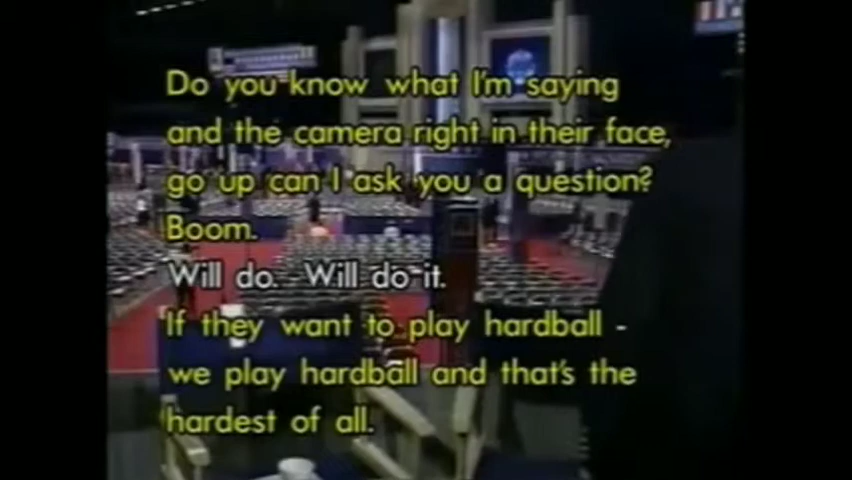 Do you know what I'm saying
and the camera right in their face,
go up can I ask you a question?
Boom.
Will do. Will do it.
If they want to play hardball -
we play hardball and that's the
hardest of all.